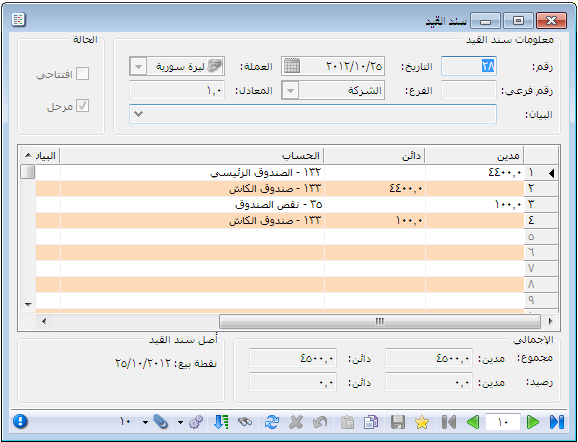 سند القيد
معلومات سند القيد
الحالة
رقم: ٢٨ التاريخ: ٢٠١٢/١٠/٢٥ العملة: ليرة سورية
افتتاحي
رقم فرعي: الفرع: الشركة المعادل: ١,٠
مرحل
البيان:
مدين دائن الحساب البيان
١ ٤٤٠٠,٠ ١٣٢ - الصندوق الرئيسي
٢ ٤٤٠٠,٠ ١٣٣ - صندوق الكاش
٣ ١٠٠,٠ ٣٥ - نقص الصندوق
٤ ١٠٠,٠ ١٣٣ - صندوق الكاش
٥
٦
٧
٨
٩
الإجمالي
أصل سند القيد
مجموع: مدين: ٤٥٠٠,٠ دائن: ٤٥٠٠,٠
نقطة بيع: ٢٥/١٠/٢٠١٢
رصيد: مدين: ٠,٠ دائن: ٠,٠
١٠ ١٠